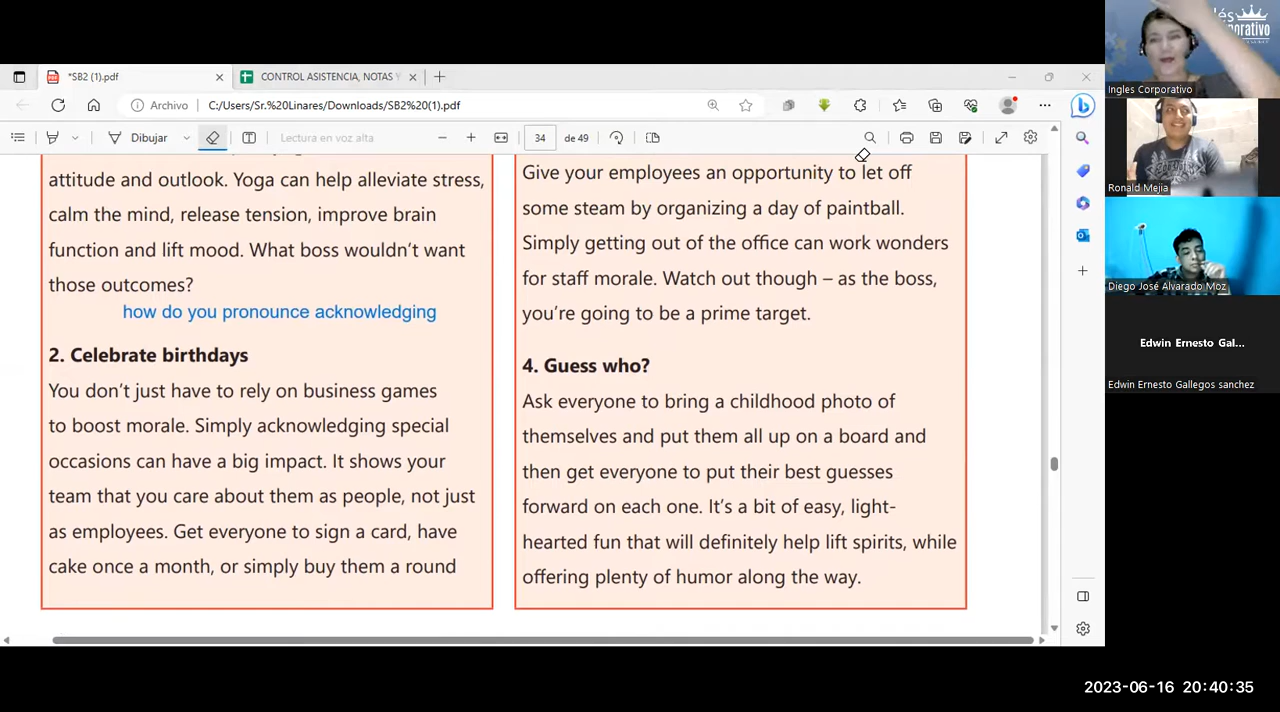 *SB2 (1).pdf
CONTROL ASISTENCIA, NOTAS
Archivo
C:/Users/Sr.%20Linares/Downloads/SB2%20(1).pdf
Dibujar
Lectura en voz alta
34
de 49
attitude and outlook. Yoga can help alleviate stress,
calm the mind, release tension, improve brain
function and lift mood. What boss wouldn't want
those outcomes?
how do you pronounce acknowledging
2. Celebrate birthdays
You don't just have to rely on business games
to boost morale. Simply acknowledging special
occasions can have a big impact. It shows your
team that you care about them as people, not just
as employees. Get everyone to sign a card, have
cake once a month, or simply buy them a round
Give your employees an opportunity to let off
some steam by organizing a day of paintball.
Simply getting out of the office can work wonders
for staff morale. Watch out though – as the boss,
you're going to be a prime target.
4. Guess who?
Ask everyone to bring a childhood photo of
themselves and put them all up on a board and
then get everyone to put their best guesses
forward on each one. It's a bit of easy, light-
hearted fun that will definitely help lift spirits, while
offering plenty of humor along the way.
Ingles Corporativo
Ronald Mejia
Diego José Alvarado Moz
Edwin Ernesto Gal...
Edwin Ernesto Gallegos sanchez
2023-06-16 20:40:35